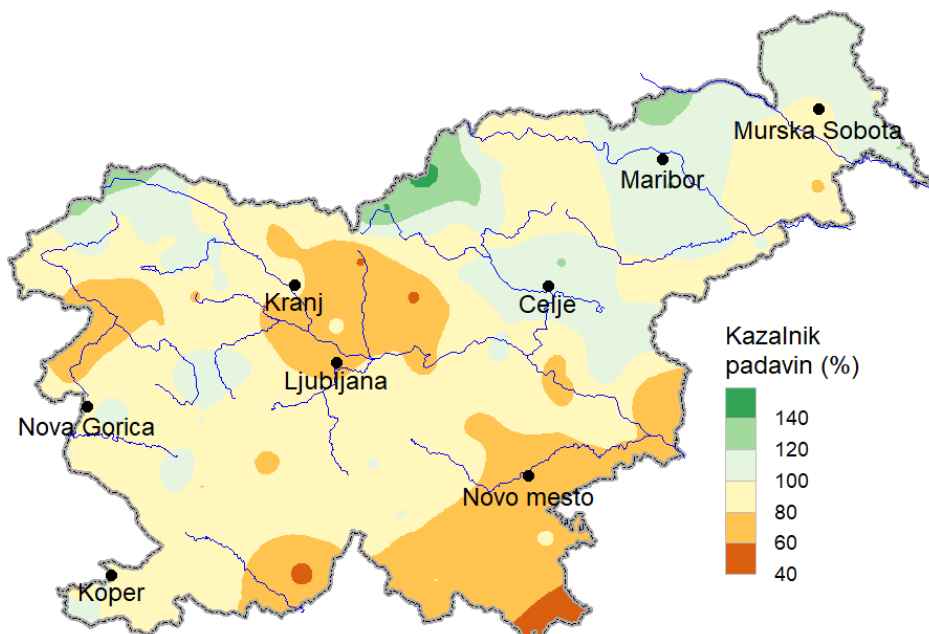 Murska Sobota
Maribor
Kranj
Celje
Ljubljana
Nova Gorica
Novo mesto
Koper
Kazalnik
padavin (%)
140
120
100
80
60
40